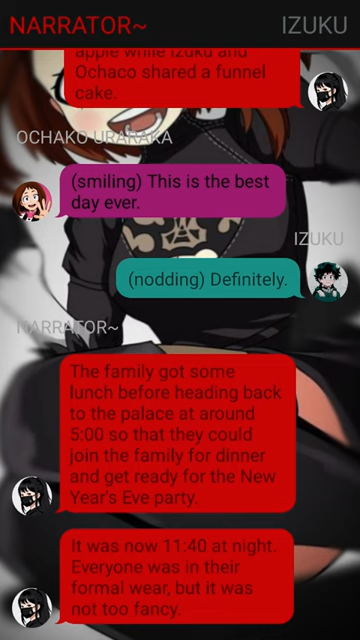 NARRATOR~ IZUKU
apple while Izuku and
Ochaco shared a funnel
cake.
OCHAKO URARAKA
(smiling) This is the best
day ever.
IZUKU
(nodding) Definitely.
NARRATOR~
The family got some
lunch before heading back
to the palace at around
5:00 so that they could
join the family for dinner
and get ready for the New
Year's Eve party.
It was now 11:40 at night.
Everyone was in their
formal wear, but it was
not too fancy.